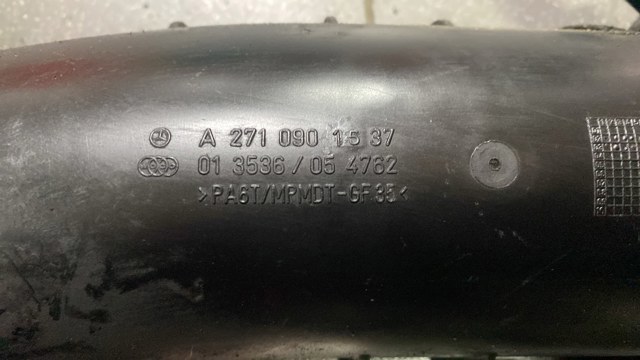 A 271 090 15 37
01 3536 / 05 4762
>PA6T/MPMDT-GF35<